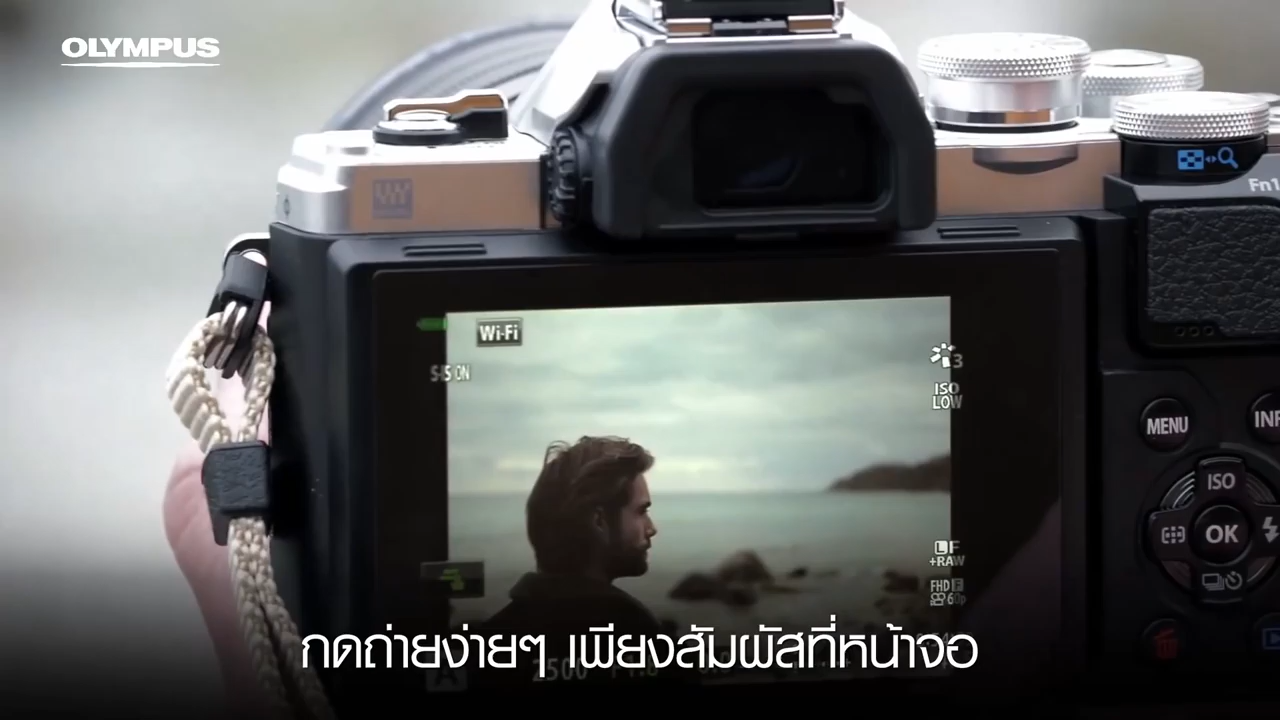 OLYMPUS
Fn1
Wi-Fi
S-IS ON
3
ISO
LOW
MENU
ISO
OK
LF
+RAW
FHD F
60p
กดถ่ายง่ายๆ เพียงสัมผัสที่หน้าจอ
2500
A